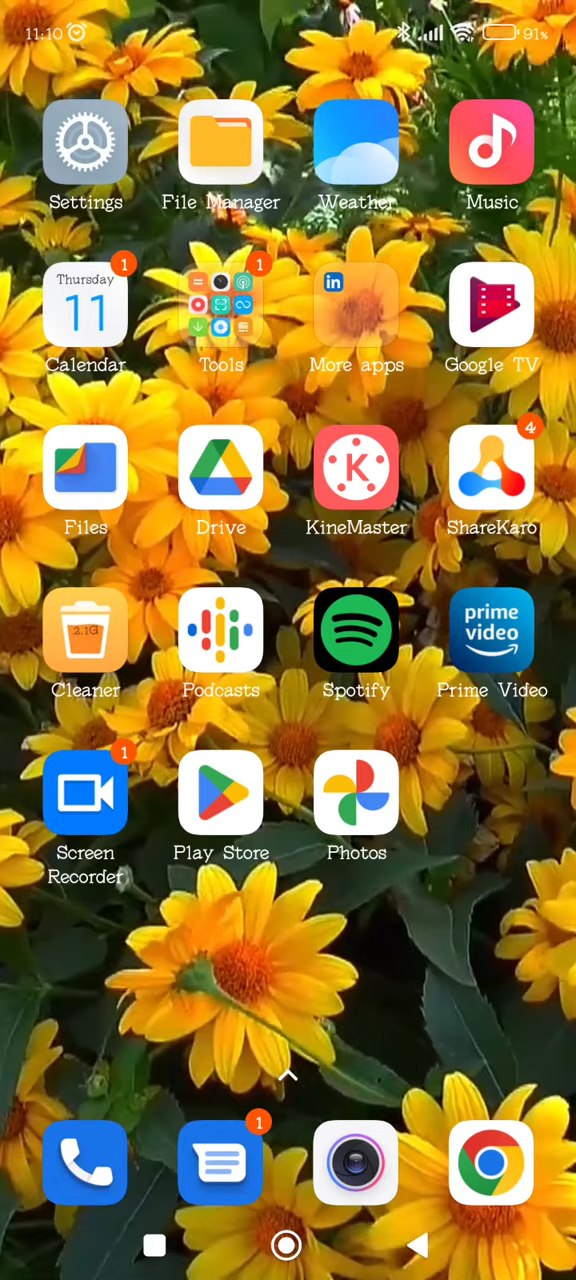 11:10 91%
Settings File Manager Weather Music
1 1
Thursday
11
in
Calendar Tools More apps Google TV
4
K
Files Drive KineMaster ShareKaro
2.1G
prime
video
Cleaner Podcasts Spotify Prime Video
1
Screen
Recorder Play Store Photos
1